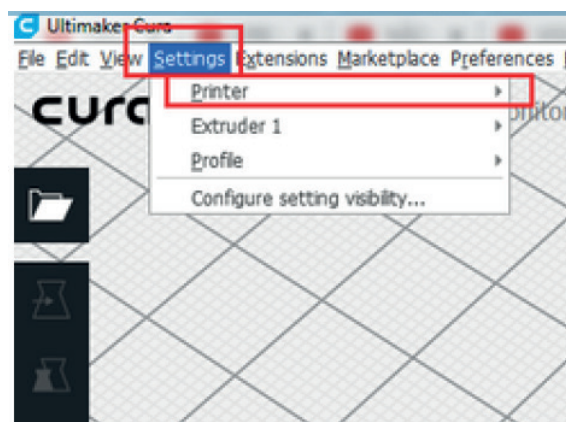 Ultimaker Cura
File Edit View Settings Extensions Marketplace Preferences
cura
Printer
Extruder 1
Profile
Configure setting visibility...